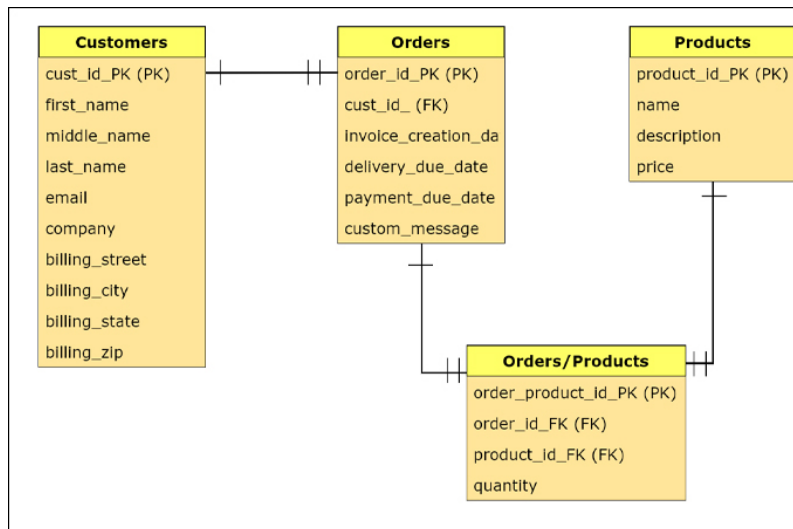 Customers
cust_id_PK (PK)
first_name
middle_name
last_name
email
company
billing_street
billing_city
billing_state
billing_zip
Orders
order_id_PK (PK)
cust_id_ (FK)
invoice_creation_da
delivery_due_date
payment_due_date
custom_message
Products
product_id_PK (PK)
name
description
price
Orders/Products
order_product_id_PK (PK)
order_id_FK (FK)
product_id_FK (FK)
quantity